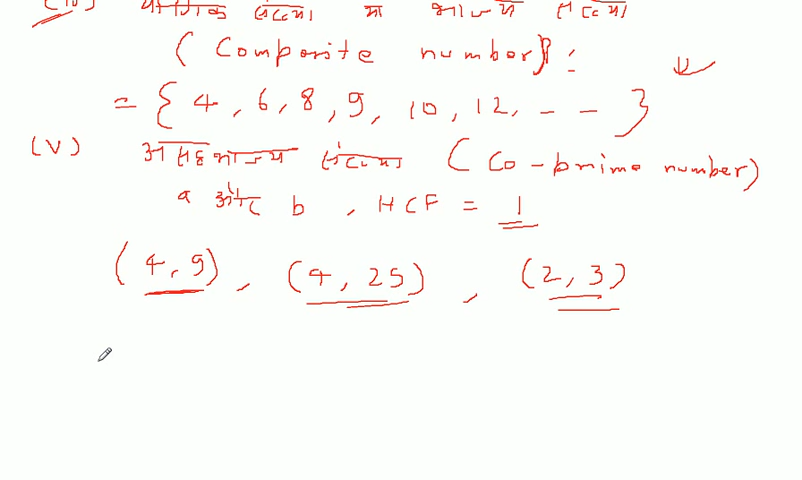 (iv) यौगिक संख्या या भाज्य संख्या
( Composite number) :
= { 4 , 6 , 8 , 9 , 10 , 12 , - - }
(V) असहभाज्य संख्या ( Co - prime number)
a और b , HCF = 1
(4 , 9) , (4 , 25) , (2 , 3)